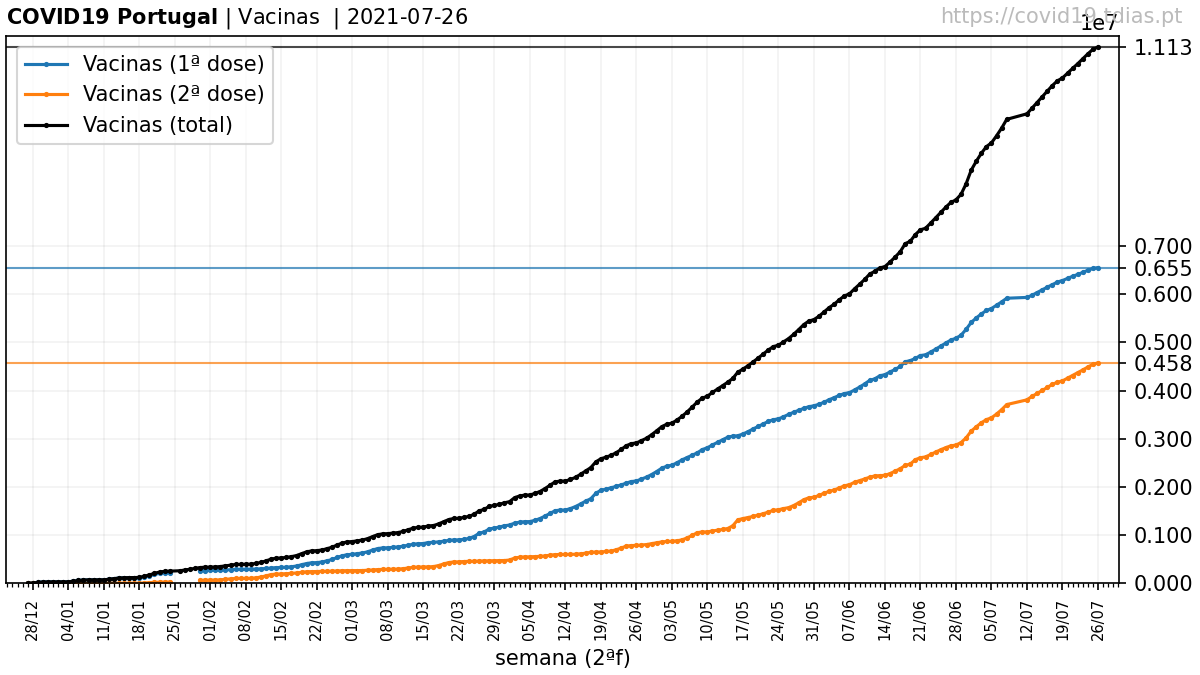 COVID19 Portugal | Vacinas | 2021-07-26
https://covid19.tdias.pt
1e7
Vacinas (1ª dose)
Vacinas (2ª dose)
Vacinas (total)
1.113
0.700
0.655
0.600
0.500
0.458
0.400
0.300
0.200
0.100
0.000
28/12 04/01 11/01 18/01 25/01 01/02 08/02 15/02 22/02 01/03 08/03 15/03 22/03 29/03 05/04 12/04 19/04 26/04 03/05 10/05 17/05 24/05 31/05 07/06 14/06 21/06 28/06 05/07 12/07 19/07 26/07
semana (2ªf)